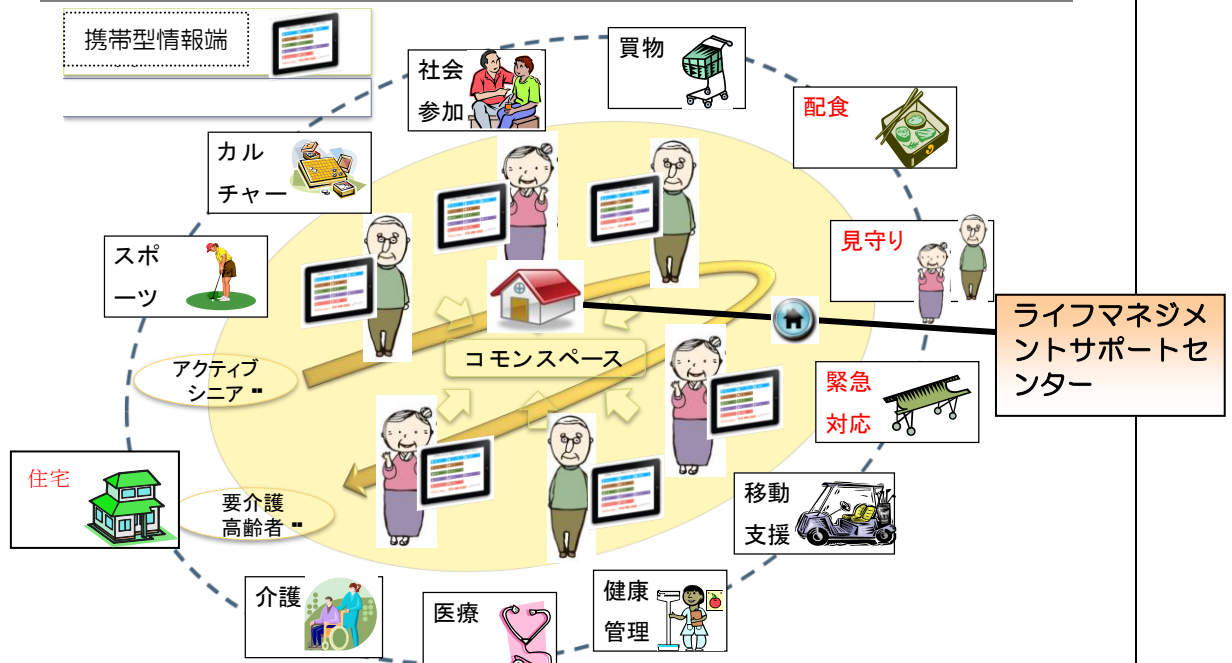 携帯型情報端
社会
参加
買物
配食
カル
チャー
見守り
スポ
ーツ
ライフマネジメ
ントサポートセ
ンター
コモンスペース
アクティブ
シニア
緊急
対応
住宅
要介護
高齢者
移動
支援
介護
医療
健康
管理